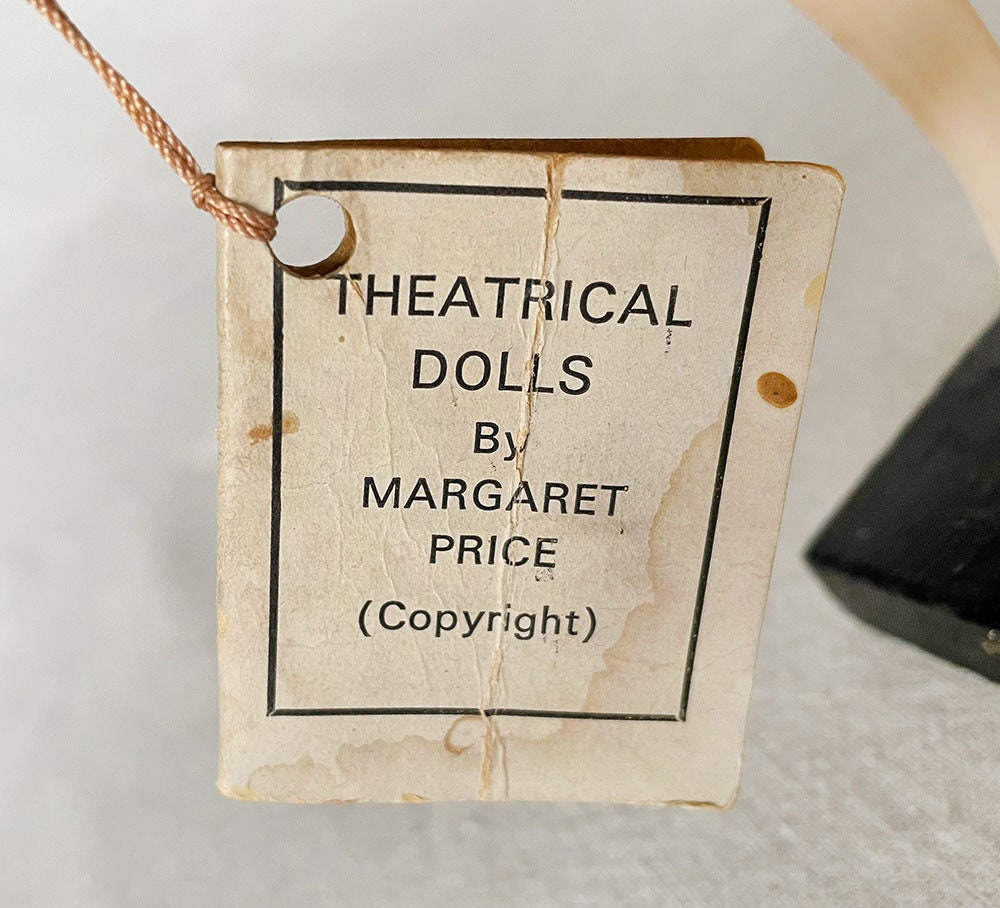 THEATRICAL
DOLLS
By
MARGARET
PRICE
(Copyright)